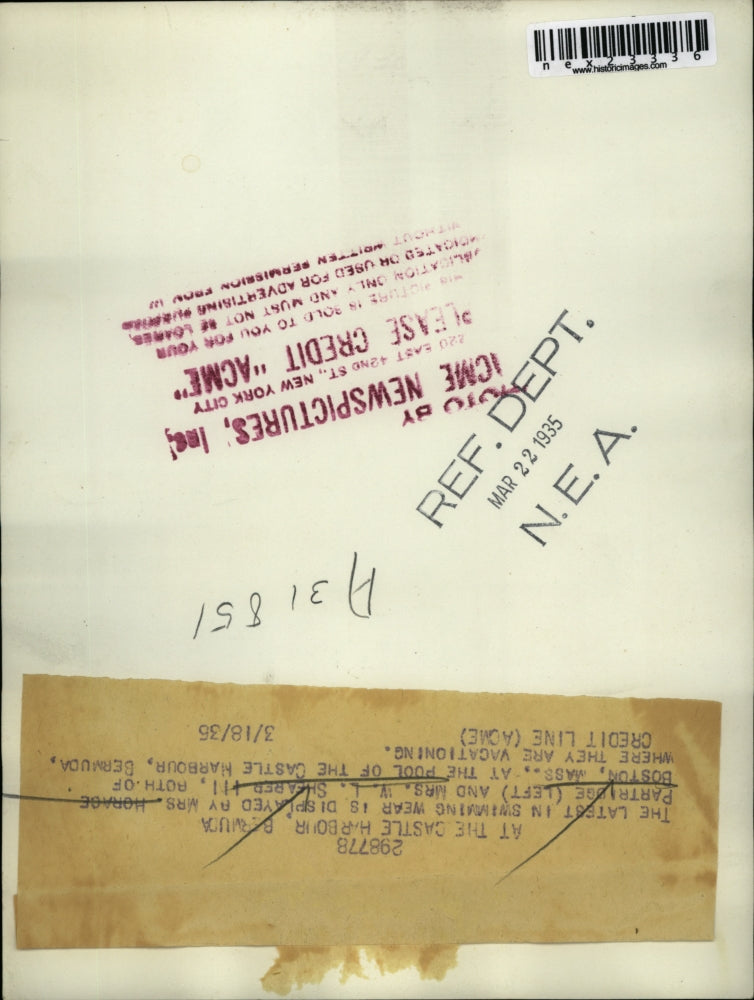 nex23336
www.historicimages.com
PHOTO BY
ACME NEWSPICTURES, Inc.
220 EAST 42ND ST., NEW YORK CITY
PLEASE CREDIT "ACME"
THIS PICTURE IS SOLD TO YOU FOR YOUR
PUBLICATION ONLY AND MUST NOT BE LOANED,
SYNDICATED OR USED FOR ADVERTISING PURPOSES
WITHOUT WRITTEN PERMISSION FROM
REF. DEPT.
MAR 22 1935
N. E. A.
A 31851
298778
AT THE CASTLE HARBOUR, BERMUDA
THE LATEST IN SWIMMING WEAR IS DISPLAYED BY MRS HORACE
PARTRIDGE (LEFT) AND MRS. W. L. SHEARER III, BOTH OF
BOSTON, MASS., AT THE POOL OF THE CASTLE HARBOUR, BERMUDA,
WHERE THEY ARE VACATIONING.
CREDIT LINE (ACME) 3/18/35